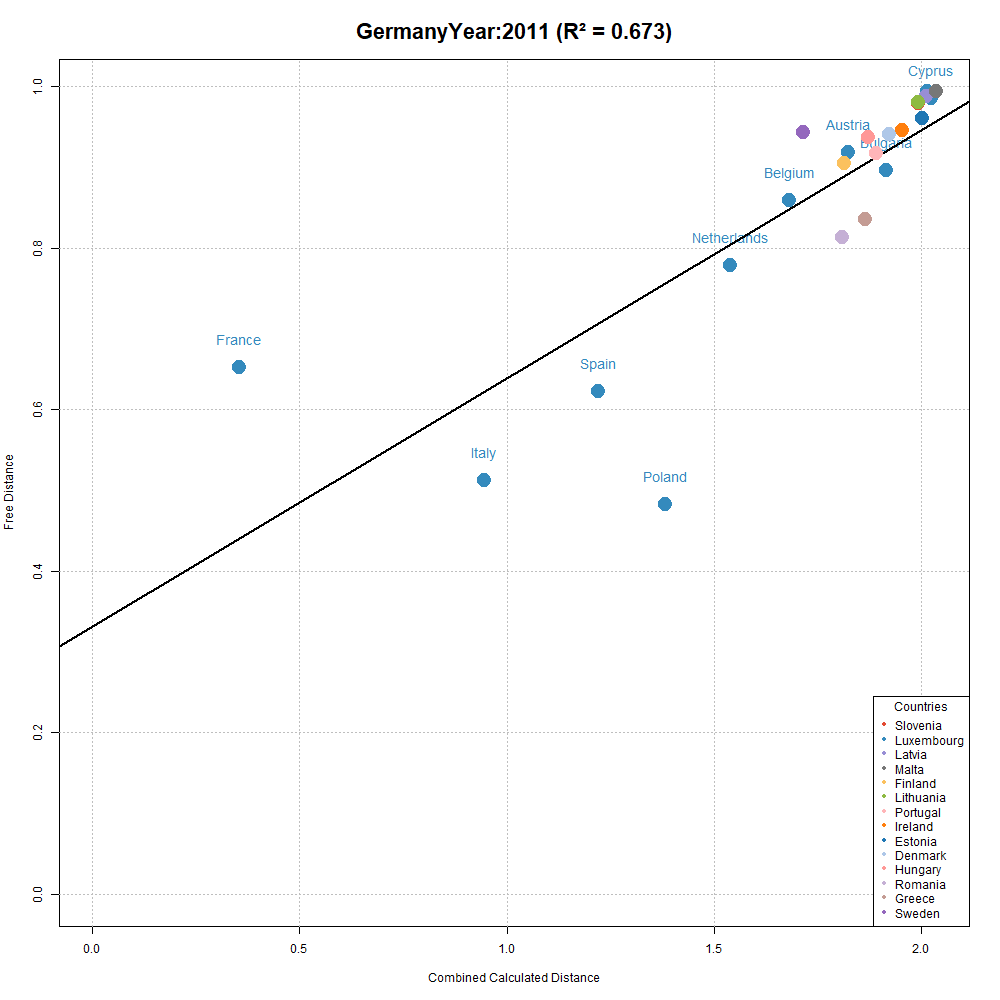 GermanyYear:2011 (R² = 0.673)
Cyprus
Austria
Bulgaria
Belgium
Netherlands
France
Spain
Italy
Poland
Free Distance
1.0
0.8
0.6
0.4
0.2
0.0
Countries
Slovenia
Luxembourg
Latvia
Malta
Finland
Lithuania
Portugal
Ireland
Estonia
Denmark
Hungary
Romania
Greece
Sweden
0.0 0.5 1.0 1.5 2.0
Combined Calculated Distance